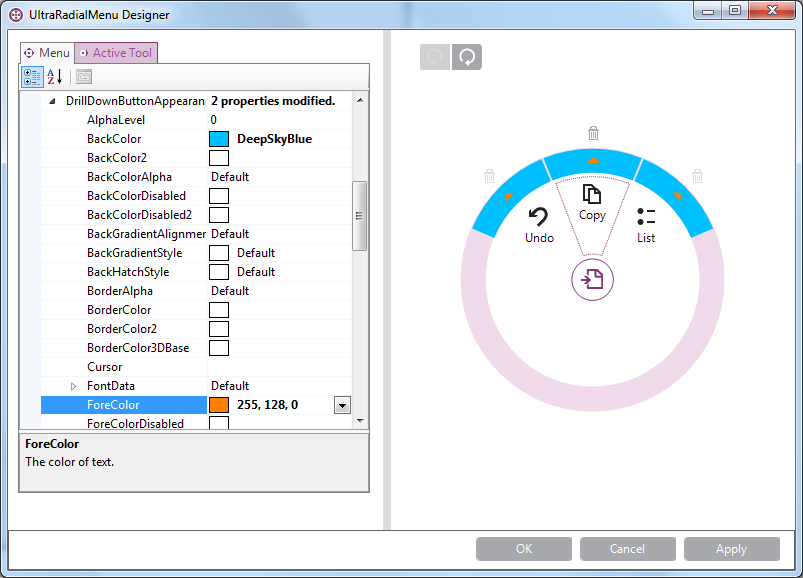 UltraRadialMenu Designer
Menu
Active Tool
DrillDownButtonAppearan 2 properties modified.
AlphaLevel 0
BackColor DeepSkyBlue
BackColor2
BackColorAlpha Default
BackColorDisabled
BackColorDisabled2
BackGradientAlignmer Default
BackGradientStyle Default
BackHatchStyle Default
BorderAlpha Default
BorderColor
BorderColor2
BorderColor3DBase
Cursor
FontData Default
ForeColor 255, 128, 0
ForeColorDisabled
ForeColor
The color of text.
Copy
Undo
List
OK
Cancel
Apply